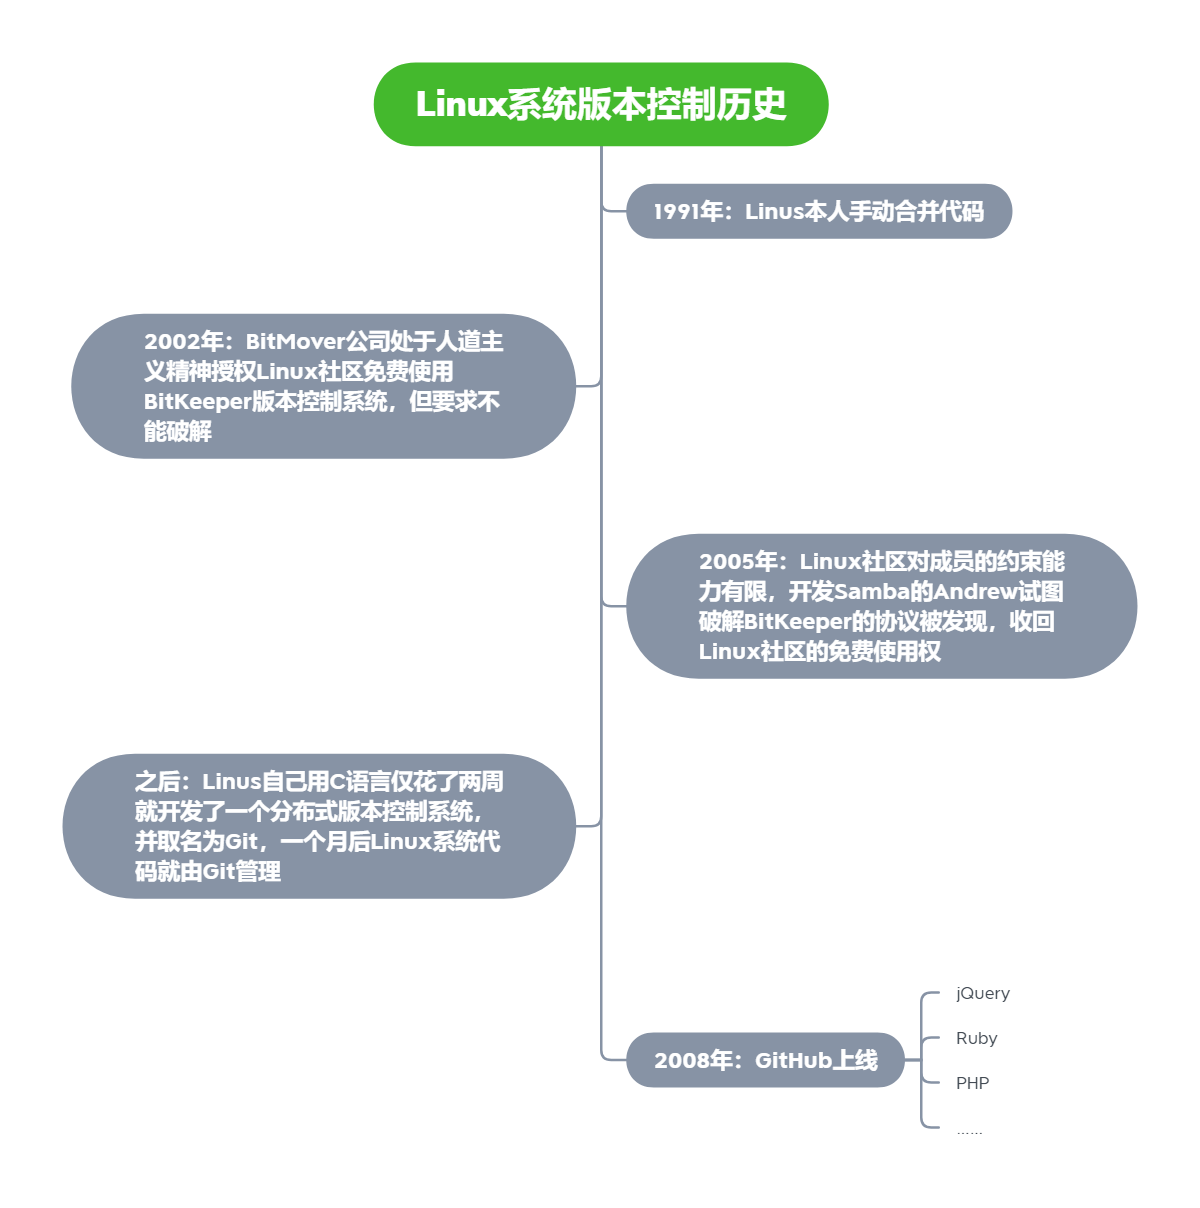 Linux系统版本控制历史
1991年：Linus本人手动合并代码
2002年：BitMover公司处于人道主
义精神授权Linux社区免费使用
BitKeeper版本控制系统，但要求不
能破解
2005年：Linux社区对成员的约束能
力有限，开发Samba的Andrew试图
破解BitKeeper的协议被发现，收回
Linux社区的免费使用权
之后：Linus自己用C语言仅花了两周
就开发了一个分布式版本控制系统，
并取名为Git，一个月后Linux系统代
码就由Git管理
2008年：GitHub上线
jQuery
Ruby
PHP
......